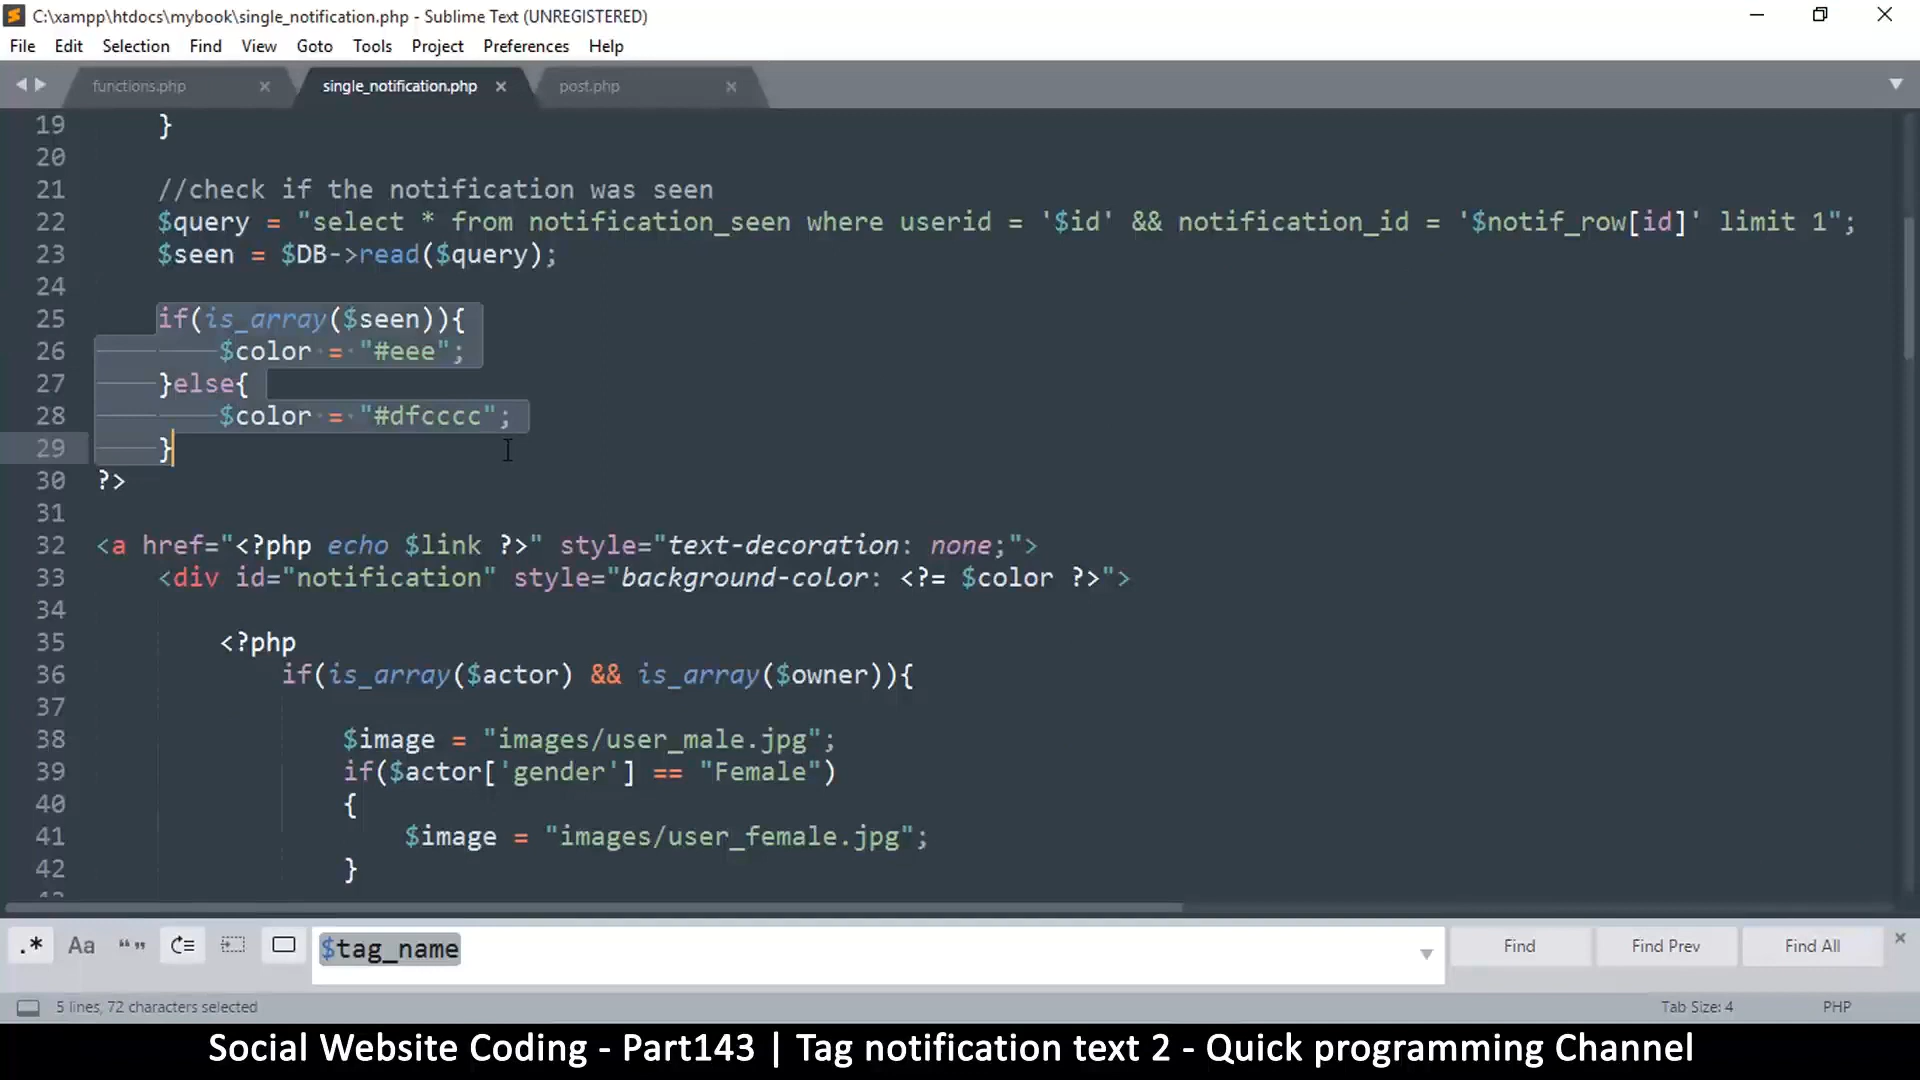 C:\xampp\htdocs\mybook\single_notification.php - Sublime Text (UNREGISTERED)
File Edit Selection Find View Goto Tools Project Preferences Help
functions.php × single_notification.php × post.php ×
19 }
20
21 //check if the notification was seen
22 $query = "select * from notification_seen where userid = '$id' && notification_id = '$notif_row[id]' limit 1";
23 $seen = $DB->read($query);
24
25 if(is_array($seen)){
26 $color = "#eee";
27 }else{
28 $color = "#dfcccc";
29 }
30 ?>
31
32 <a href="<?php echo $link ?>" style="text-decoration: none;">
33 <div id="notification" style="background-color: <?= $color ?>">
34
35 <?php
36 if(is_array($actor) && is_array($owner)){
37
38 $image = "images/user_male.jpg";
39 if($actor['gender'] == "Female")
40 {
41 $image = "images/user_female.jpg";
42 }
.* Aa “” $tag_name Find Find Prev Find All ×
5 lines, 72 characters selected Tab Size: 4 PHP
Social Website Coding - Part143 | Tag notification text 2 - Quick programming Channel